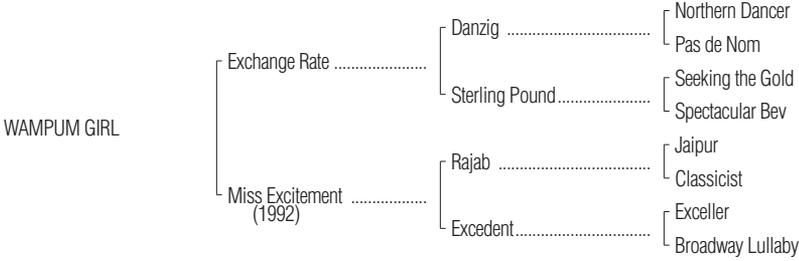 Northern Dancer
Danzig ................................
Pas de Nom
Exchange Rate .....................
Seeking the Gold
Sterling Pound.....................
Spectacular Bev
WAMPUM GIRL
Jaipur
Rajab ..................................
Classicist
Miss Excitement .................
(1992)
Exceller
Excedent..............................
Broadway Lullaby